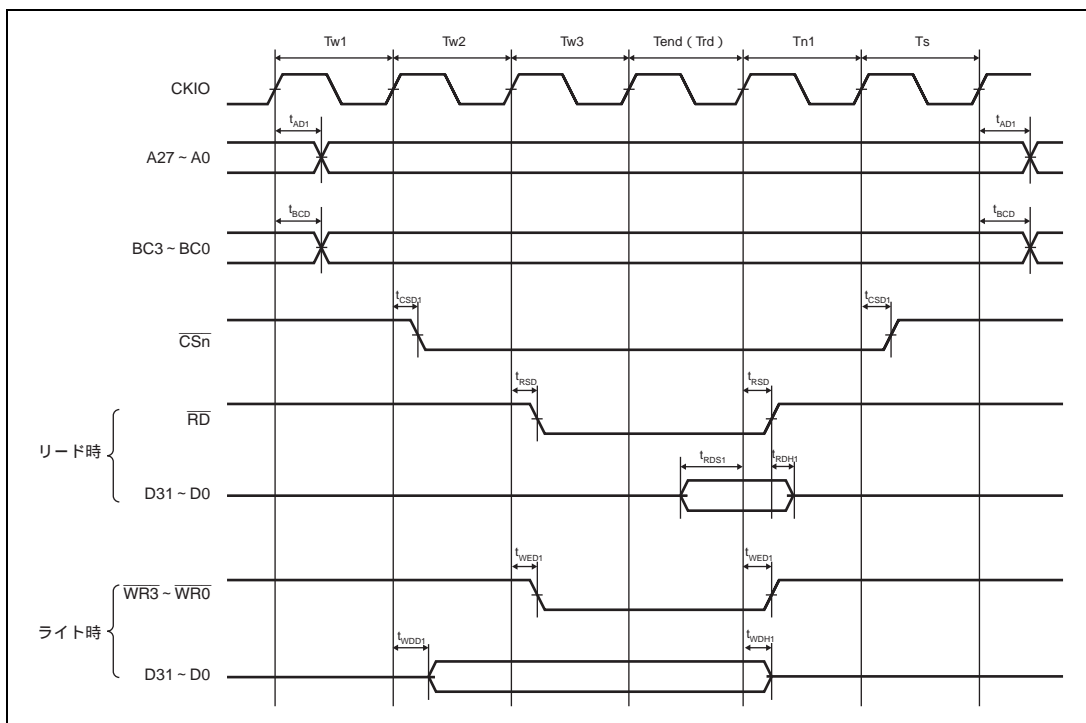 Tw1 Tw2 Tw3 Tend ( Trd ) Tn1 Ts
CKIO
tAD1 tAD1
A27 ~ A0
tBCD tBCD
BC3 ~ BC0
tCSD1 tCSD1
CSn
tRSD tRSD
RD
リード時
tRDS1 tRDH1
D31 ~ D0
tWED1 tWED1
WR3 ~ WR0
ライト時
tWDD1 tWDH1
D31 ~ D0